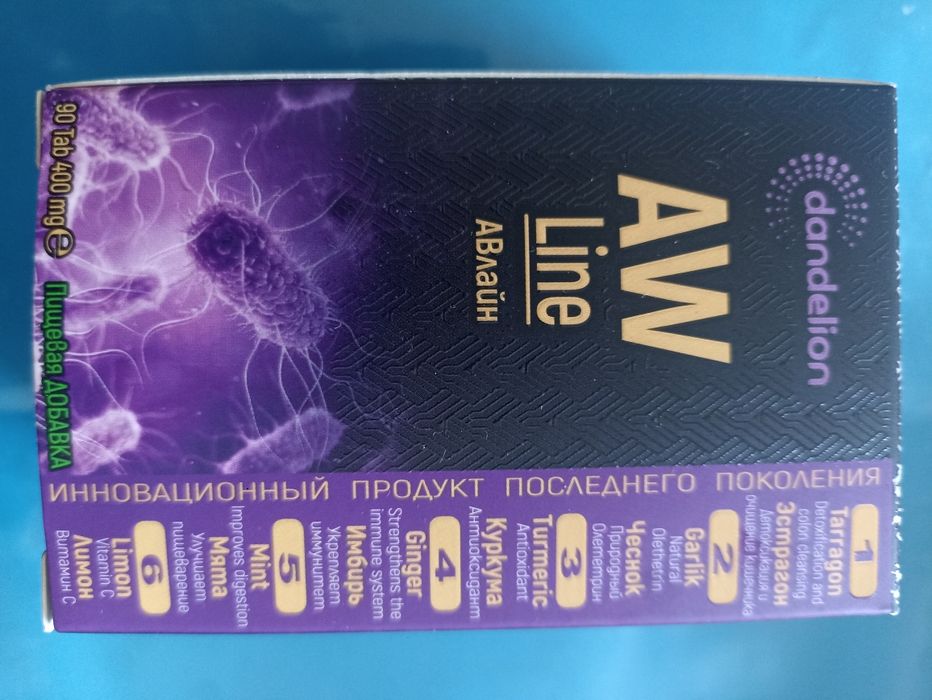 dandelion
AW
Line
АВлайн
90 Tab 400 mg e
Пищевая ДОБАВКА
ИННОВАЦИОННЫЙ ПРОДУКТ ПОСЛЕДНЕГО ПОКОЛЕНИЯ
1
Tarragon
Detoxification and
colon cleansing
Эстрагон
Детоксикация и
очищение кишечника
2
Garlik
Natural
Olethetrin
Чеснок
Природный
Олететрин
3
Turmeric
Antioxidant
Куркума
Антиоксидант
4
Ginger
Strengthens the
immune system
Имбирь
Укрепляет
иммунитет
5
Mint
Improves digestion
Мята
Улучшает
пищеварение
6
Limon
Vitamin C
Лимон
Витамин С